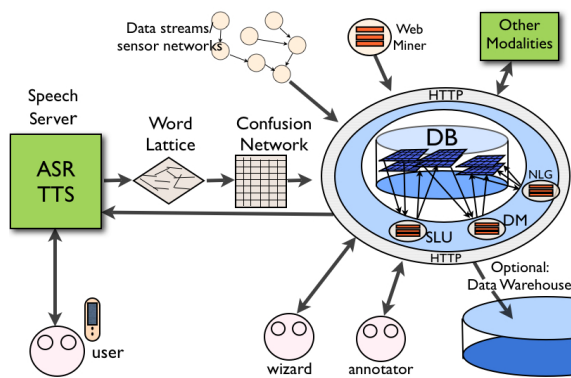 Data streams/
sensor networks
Web
Miner
Other
Modalities
Speech
Server
Word
Lattice
Confusion
Network
HTTP
DB
ASR
TTS
NLG
SLU
DM
HTTP
Optional:
Data Warehouse
user
wizard
annotator